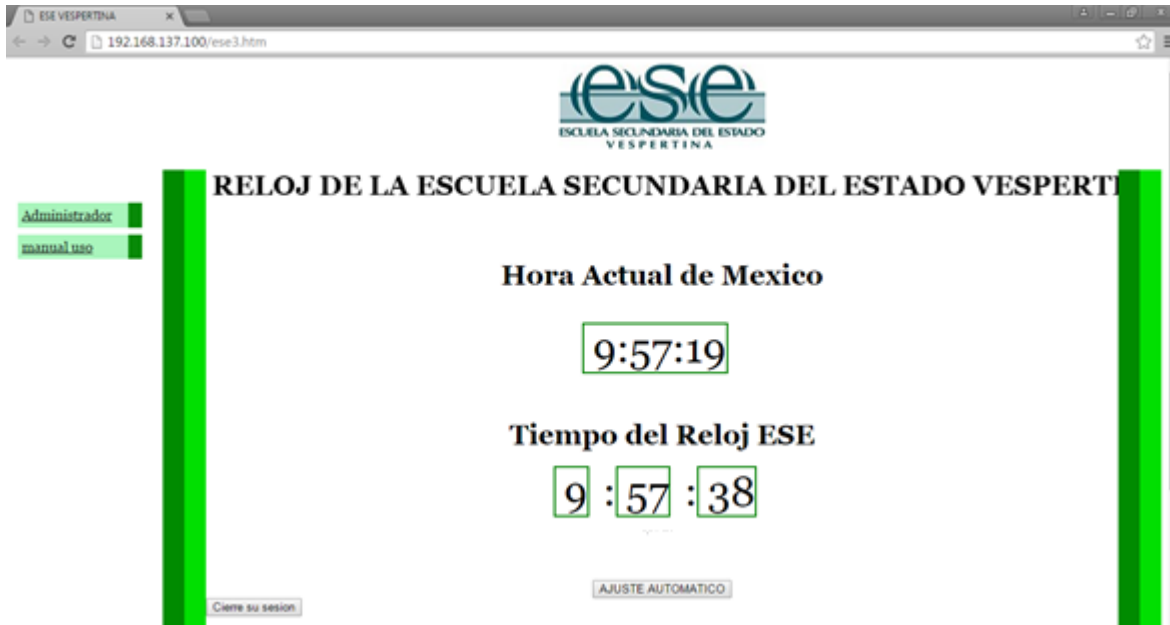 ESE VESPERTINA
192.168.137.100/ese3.htm
ese
ESCUELA SECUNDARIA DEL ESTADO
VESPERTINA
RELOJ DE LA ESCUELA SECUNDARIA DEL ESTADO VESPERTI
Administrador
manual uso
Hora Actual de Mexico
9:57:19
Tiempo del Reloj ESE
9 : 57 : 38
AJUSTE AUTOMATICO
Cierre su sesion